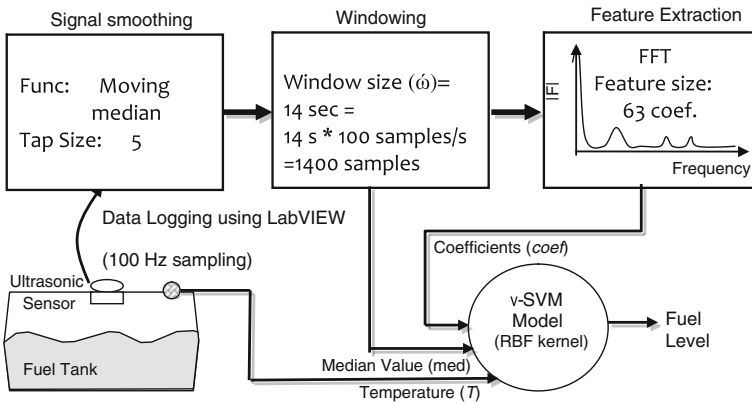 Signal smoothing
Windowing
Feature Extraction
Func: Moving
median
Tap Size: 5
Window size (ώ)=
14 sec =
14 s * 100 samples/s
=1400 samples
|F|
FFT
Feature size:
63 coef.
Frequency
Data Logging using LabVIEW
(100 Hz sampling)
Ultrasonic
Sensor
Fuel Tank
Coefficients (coef)
Median Value (med)
Temperature (T)
ν-SVM
Model
(RBF kernel)
Fuel
Level